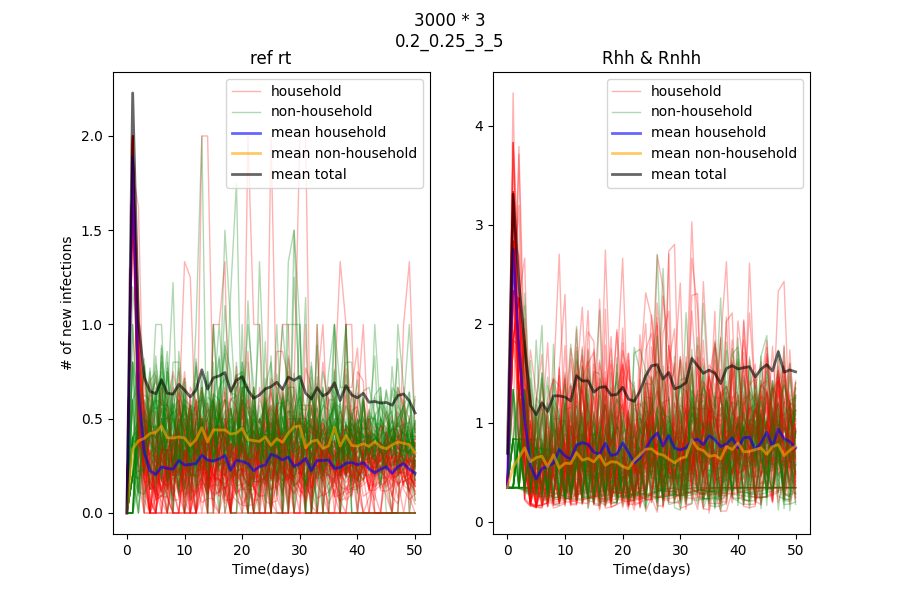 3000 * 3
0.2_0.25_3_5
ref rt
household
non-household
mean household
mean non-household
mean total
2.0
1.5
1.0
0.5
0.0
# of new infections
0 10 20 30 40 50
Time(days)
Rhh & Rnhh
household
non-household
mean household
mean non-household
mean total
4
3
2
1
0
0 10 20 30 40 50
Time(days)